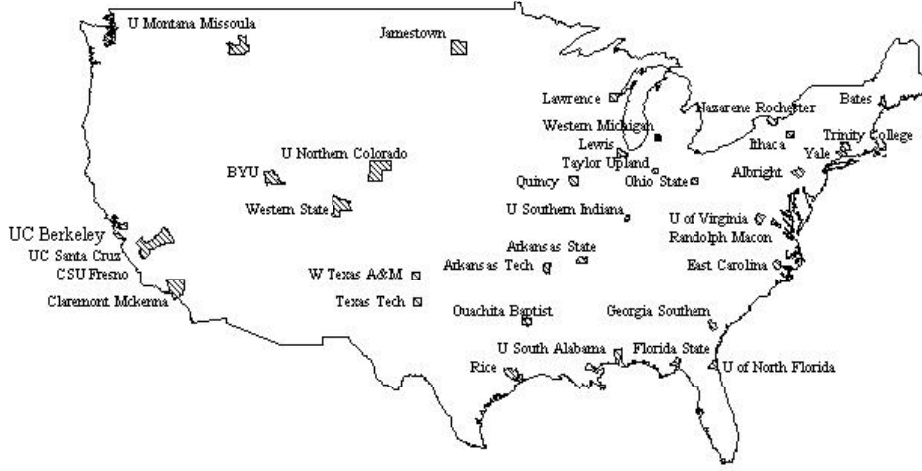 U Montana Missoula
Jamestown
Lawrence
Nazarene Rochester
Bates
Western Michigan
Ithaca
Trinity College
Lewis
Yale
U Northern Colorado
Taylor Upland
BYU
Quincy
Ohio State
Albright
Western State
U Southern Indiana
U of Virginia
UC Berkeley
Randolph Macon
UC Santa Cruz
Arkansas State
CSU Fresno
W Texas A&M
Arkansas Tech
East Carolina
Claremont Mckenna
Texas Tech
Ouachita Baptist
Georgia Southern
U South Alabama
Florida State
Rice
U of North Florida